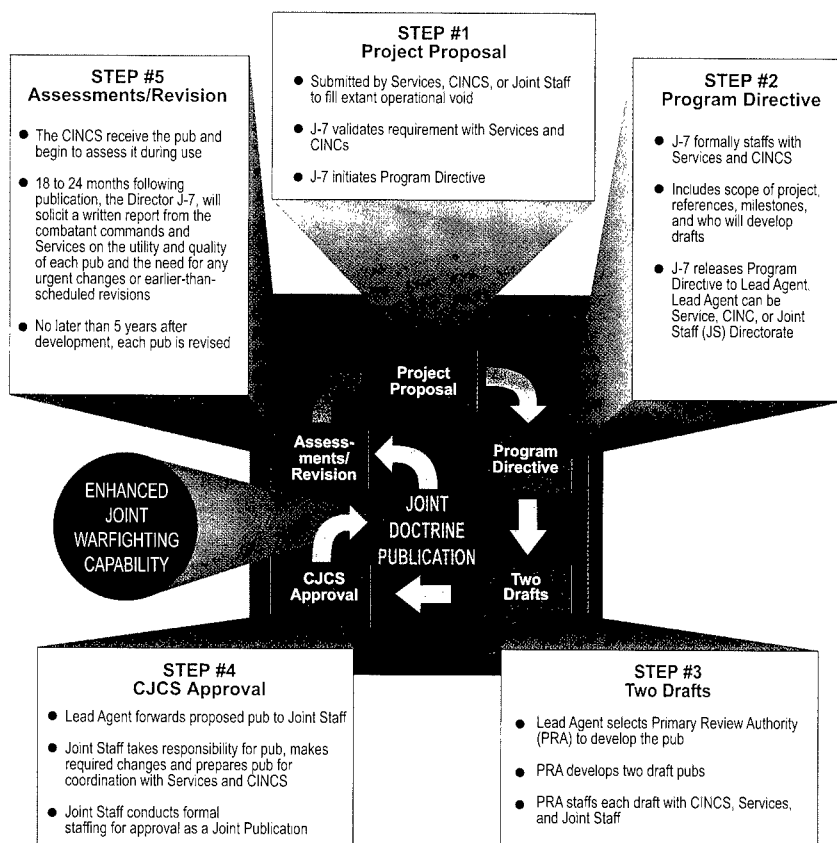 STEP #1
Project Proposal
● Submitted by Services, CINCS, or Joint Staff
to fill extant operational void
● J-7 validates requirement with Services and
CINCs
● J-7 initiates Program Directive
STEP #2
Program Directive
● J-7 formally staffs with
Services and CINCS
● Includes scope of project,
references, milestones,
and who will develop
drafts
● J-7 releases Program
Directive to Lead Agent.
Lead Agent can be
Service, CINC, or Joint
Staff (JS) Directorate
STEP #3
Two Drafts
● Lead Agent selects Primary Review Authority
(PRA) to develop the pub
● PRA develops two draft pubs
● PRA staffs each draft with CINCS, Services,
and Joint Staff
STEP #4
CJCS Approval
● Lead Agent forwards proposed pub to Joint Staff
● Joint Staff takes responsibility for pub, makes
required changes and prepares pub for
coordination with Services and CINCS
● Joint Staff conducts formal
staffing for approval as a Joint Publication
STEP #5
Assessments/Revision
● The CINCS receive the pub and
begin to assess it during use
● 18 to 24 months following
publication, the Director J-7, will
solicit a written report from the
combatant commands and
Services on the utility and quality
of each pub and the need for any
urgent changes or earlier-than-
scheduled revisions
● No later than 5 years after
development, each pub is revised
Project
Proposal
Program
Directive
Two
Drafts
CJCS
Approval
Assess-
ments/
Revision
JOINT
DOCTRINE
PUBLICATION
ENHANCED
JOINT
WARFIGHTING
CAPABILITY